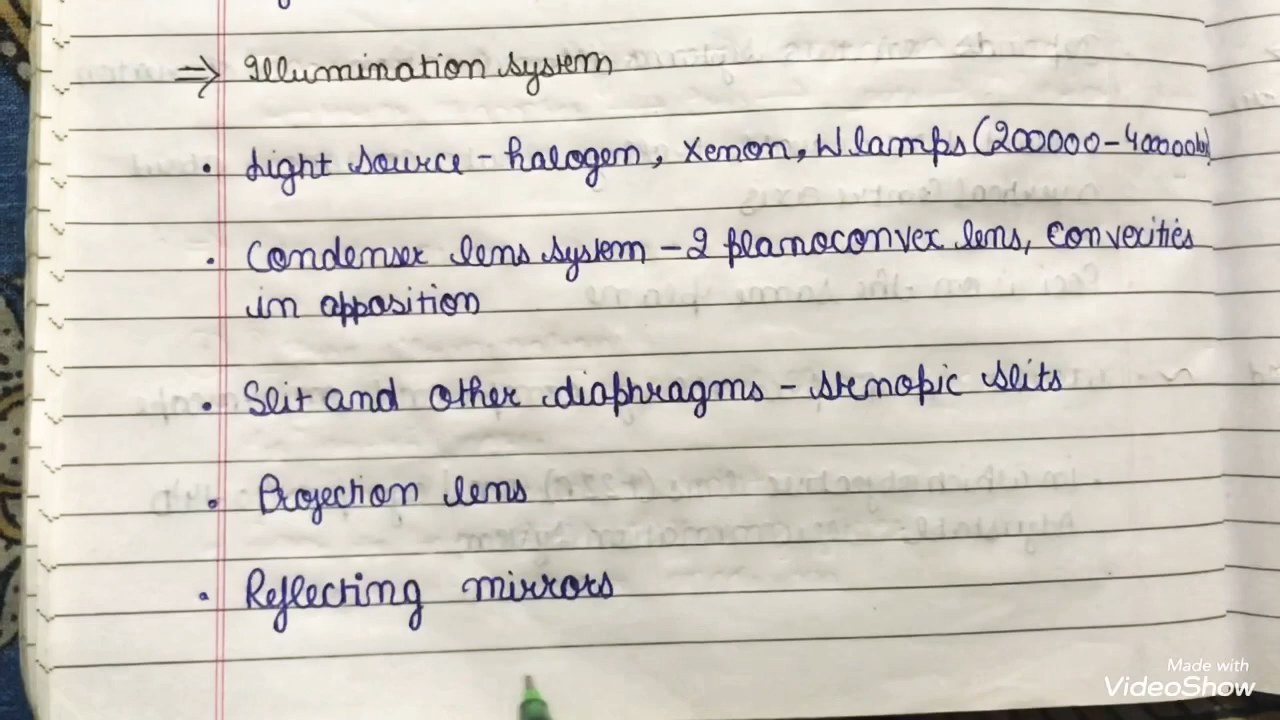 ⇒ Illumination system
• Light source - halogen, Xenon, W lamps (200000-400000lux)
• Condenser lens system - 2 planoconvex lens, convexities
in apposition
• Slit and other diaphragms - stenopic slits
• Projection lens
• Reflecting mirrors
Made with
VideoShow